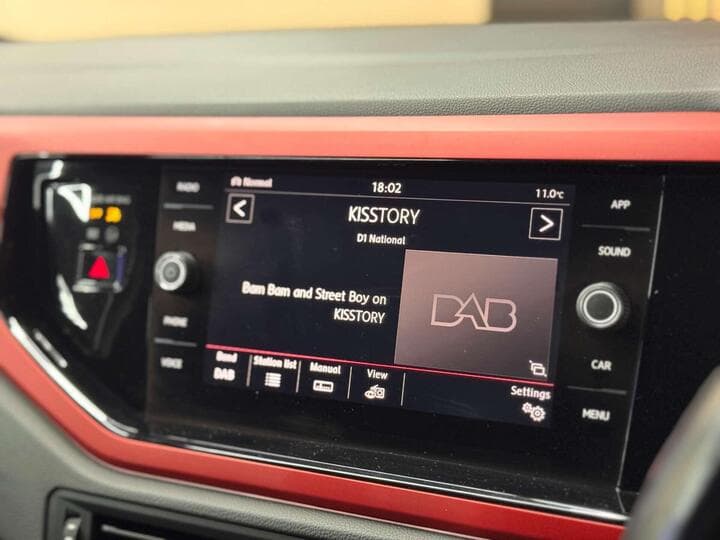 RADIO
Normal
18:02
11.0°C
APP
KISSTORY
D1 National
MEDIA
SOUND
Bam Bam and Street Boy on
KISSTORY
DAB
PHONE
VOICE
CAR
Band
DAB
Station list
Manual
View
Settings
MENU